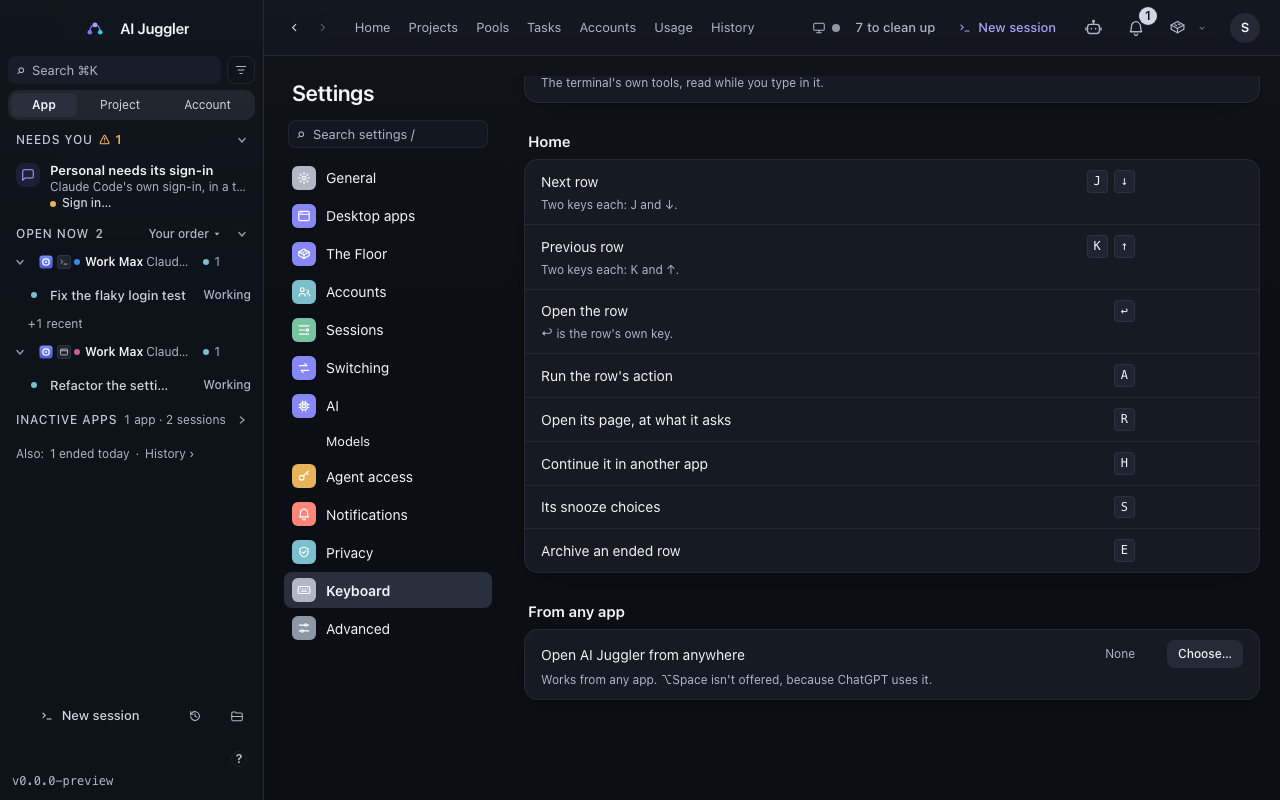 AI Juggler
Search ⌘K
App Project Account
NEEDS YOU 1
Personal needs its sign-in
Claude Code's own sign-in, in a t...
Sign in...
OPEN NOW 2 Your order
Work Max Claud... 1
Fix the flaky login test Working
+1 recent
Work Max Claud... 1
Refactor the setti... Working
INACTIVE APPS 1 app · 2 sessions
Also: 1 ended today · History ›
New session
?
v0.0.0-preview
Home Projects Pools Tasks Accounts Usage History
7 to clean up
New session
1
S
Settings
Search settings /
General
Desktop apps
The Floor
Accounts
Sessions
Switching
AI
Models
Agent access
Notifications
Privacy
Keyboard
Advanced
The terminal's own tools, read while you type in it.
Home
Next row J ↓
Two keys each: J and ↓.
Previous row K ↑
Two keys each: K and ↑.
Open the row ↩
↩ is the row's own key.
Run the row's action A
Open its page, at what it asks R
Continue it in another app H
Its snooze choices S
Archive an ended row E
From any app
Open AI Juggler from anywhere None Choose...
Works from any app. ⌥Space isn't offered, because ChatGPT uses it.